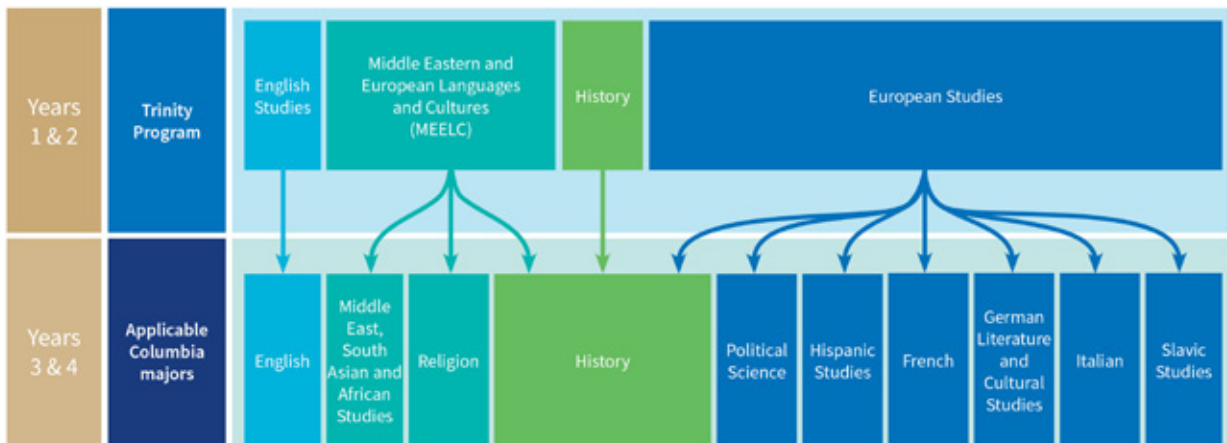 Years
1 & 2
Trinity
Program
English
Studies
Middle Eastern and
European Languages
and Cultures
(MEELC)
History
European Studies
Years
3 & 4
Applicable
Columbia
majors
English
Middle
East,
South
Asian and
African
Studies
Religion
History
Political
Science
Hispanic
Studies
French
German
Literature
and
Cultural
Studies
Italian
Slavic
Studies